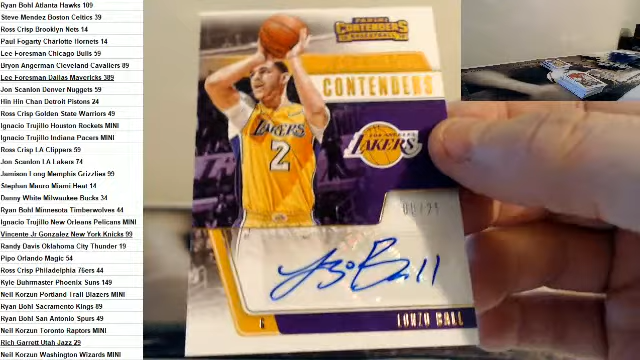 Ryan Bohl Atlanta Hawks 109
Steve Mendez Boston Celtics 39
Ross Crisp Brooklyn Nets 14
Paul Fogarty Charlotte Hornets 14
Lee Foresman Chicago Bulls 59
Bryon Angerman Cleveland Cavaliers 89
Lee Foresman Dallas Mavericks 389
Jon Scanlon Denver Nuggets 59
Hin Hin Chan Detroit Pistons 24
Ross Crisp Golden State Warriors 49
Ignacio Trujillo Houston Rockets MINI
Ignacio Trujillo Indiana Pacers MINI
Ross Crisp LA Clippers 59
Jon Scanlon LA Lakers 74
Jamison Long Memphis Grizzlies 99
Stephan Mauro Miami Heat 14
Danny White Milwaukee Bucks 34
Ryan Bohl Minnesota Timberwolves 44
Ignacio Trujillo New Orleans Pelicans MINI
Vincente Jr Gonzalez New York Knicks 99
Randy Davis Oklahoma City Thunder 19
Pipo Orlando Magic 54
Ross Crisp Philadelphia 76ers 44
Kyle Buhrmaster Phoenix Suns 149
Neil Korzun Portland Trail Blazers MINI
Ryan Bohl Sacramento Kings 89
Ryan Bohl San Antonio Spurs 49
Neil Korzun Toronto Raptors MINI
Rich Garrett Utah Jazz 29
Neil Korzun Washington Wizards MINI
PANINI
CONTENDERS
BASKETBALL
CONTENDERS
LAKERS
2
LOS ANGELES
LAKERS
Lonzo Ball
G
LONZO BALL